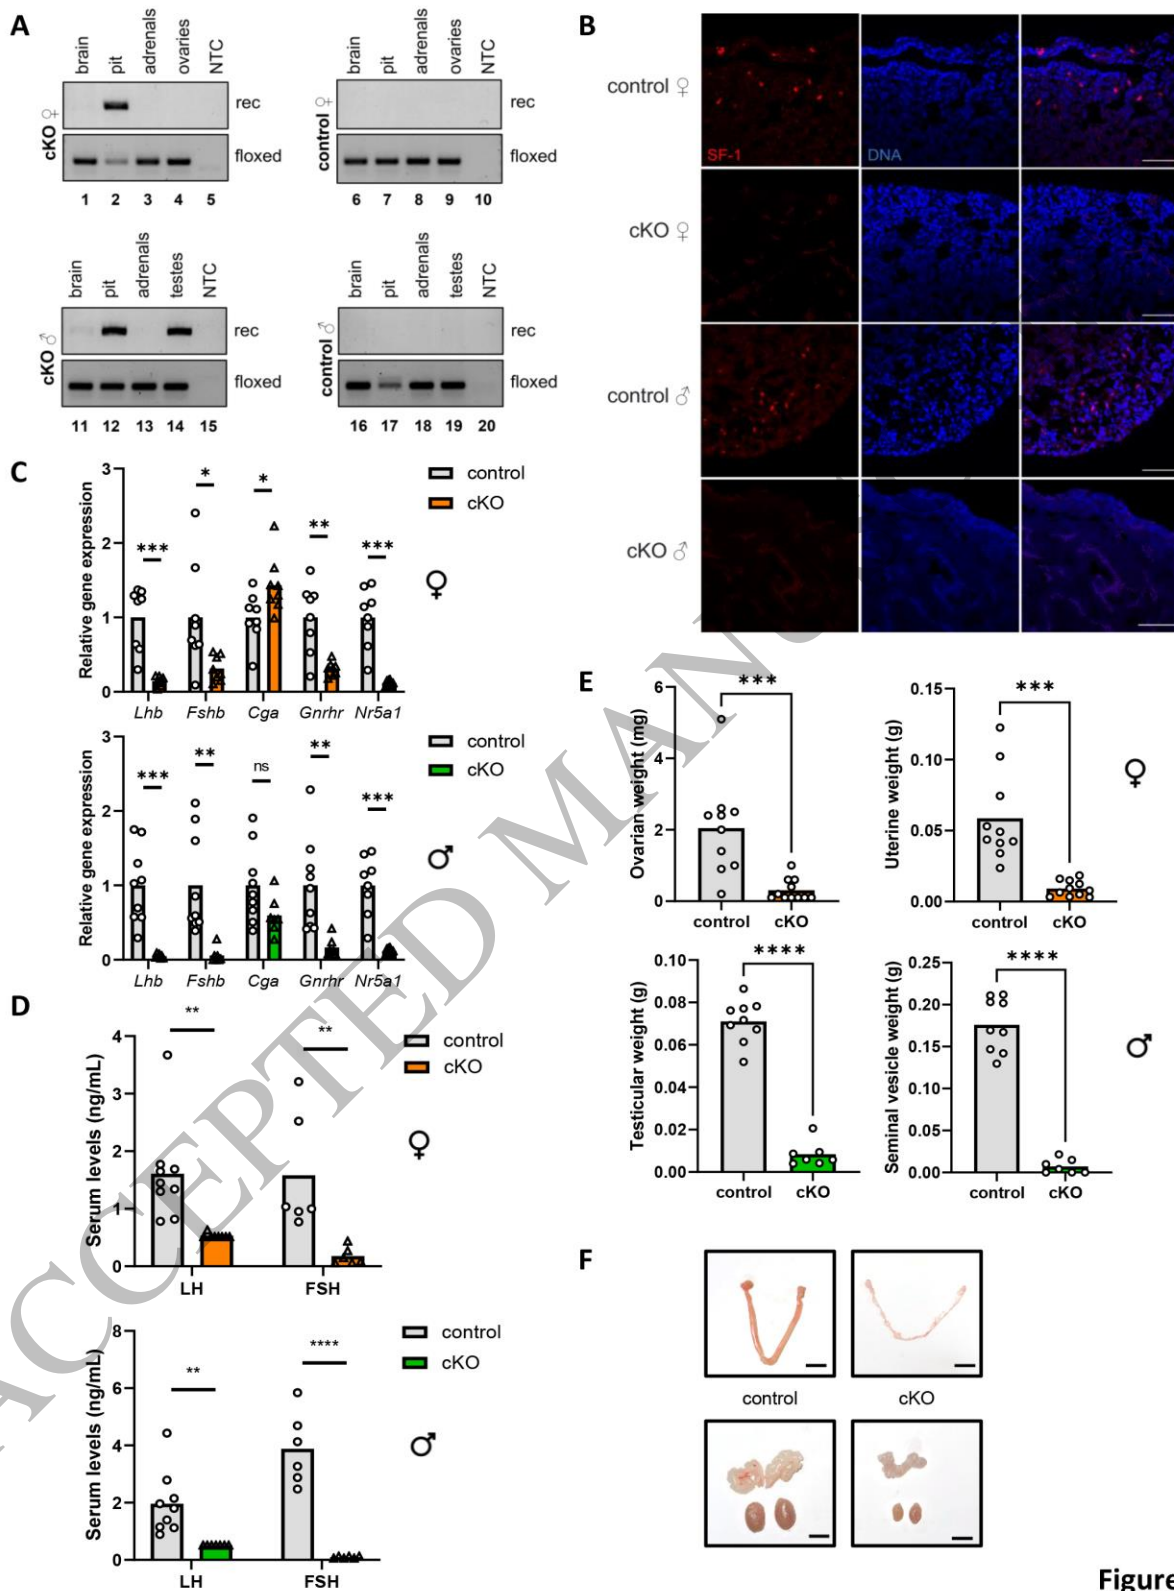 A
brain
pit
adrenals
ovaries
NTC
cKO ♀
rec
floxed
1 2 3 4 5
brain
pit
adrenals
ovaries
NTC
control ♀
rec
floxed
6 7 8 9 10
brain
pit
adrenals
testes
NTC
cKO ♂
rec
floxed
11 12 13 14 15
brain
pit
adrenals
testes
NTC
control ♂
rec
floxed
16 17 18 19 20
B
control ♀
SF-1
DNA
cKO ♀
control ♂
cKO ♂
C
Relative gene expression
3
2
1
0
*** * * ** ***
control
cKO
♀
Lhb Fshb Cga Gnrhr Nr5a1
Relative gene expression
3
2
1
0
*** ** ns ** ***
control
cKO
♂
Lhb Fshb Cga Gnrhr Nr5a1
D
Serum levels (ng/mL)
4
3
2
1
0
** **
control
cKO
♀
LH FSH
Serum levels (ng/mL)
8
6
4
2
0
** ****
control
cKO
♂
LH FSH
E
Ovarian weight (mg)
6
4
2
0
***
control cKO
Uterine weight (g)
0.15
0.10
0.05
0.00
***
control cKO
♀
Testicular weight (g)
0.10
0.08
0.06
0.04
0.02
0.00
****
control cKO
Seminal vesicle weight (g)
0.25
0.20
0.15
0.10
0.05
0.00
****
control cKO
♂
F
control cKO
ACCEPTED MANU
Figure